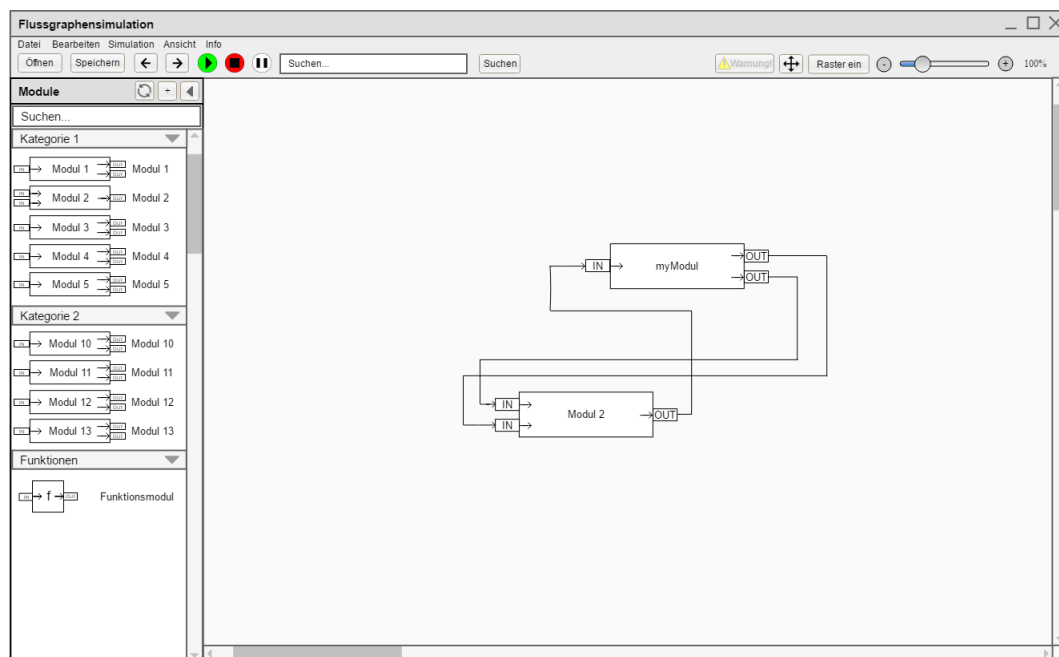 Flussgraphensimulation
Datei Bearbeiten Simulation Ansicht Info
Öffnen Speichern Suchen... Suchen Warnung! Raster ein - + 100%
Module +
Suchen...
Kategorie 1
IN Modul 1 OUT OUT Modul 1
IN IN Modul 2 OUT Modul 2
IN Modul 3 OUT OUT Modul 3
IN Modul 4 OUT OUT Modul 4
IN Modul 5 OUT OUT Modul 5
Kategorie 2
IN Modul 10 OUT OUT Modul 10
IN Modul 11 OUT OUT Modul 11
IN Modul 12 OUT OUT Modul 12
IN Modul 13 OUT OUT Modul 13
Funktionen
IN f OUT Funktionsmodul
OUT
IN myModul
OUT
IN
Modul 2 OUT
IN